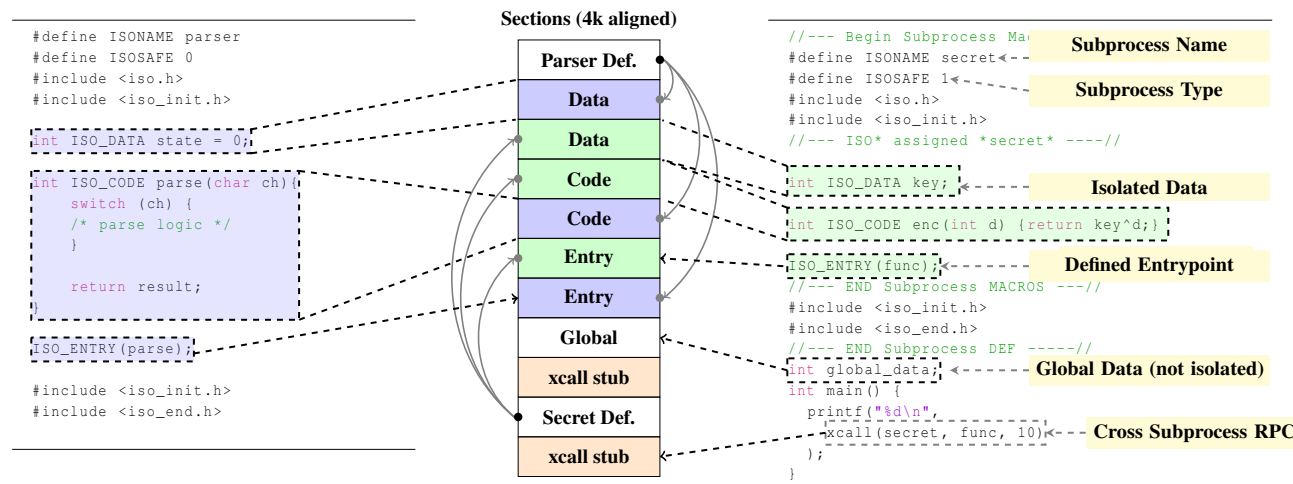 #define ISONAME parser
#define ISOSAFE 0
#include <iso.h>
#include <iso_init.h>
int ISO_DATA state = 0;
int ISO_CODE parse(char ch){
switch (ch) {
/* parse logic */
}
return result;
}
ISO_ENTRY(parse);
#include <iso_init.h>
#include <iso_end.h>
Sections (4k aligned)
Parser Def.
Data
Data
Code
Code
Entry
Entry
Global
xcall stub
Secret Def.
xcall stub
//--- Begin Subprocess Mac
#define ISONAME secret
#define ISOSAFE 1
#include <iso.h>
#include <iso_init.h>
//--- ISO* assigned *secret* ----//
int ISO_DATA key;
int ISO_CODE enc(int d) {return key^d;}
ISO_ENTRY(func);
//--- END Subprocess MACROS ---//
#include <iso_init.h>
#include <iso_end.h>
//--- END Subprocess DEF -----//
int global_data;
int main() {
printf("%d\n",
xcall(secret, func, 10)
);
}
Subprocess Name
Subprocess Type
Isolated Data
Defined Entrypoint
Global Data (not isolated)
Cross Subprocess RPC